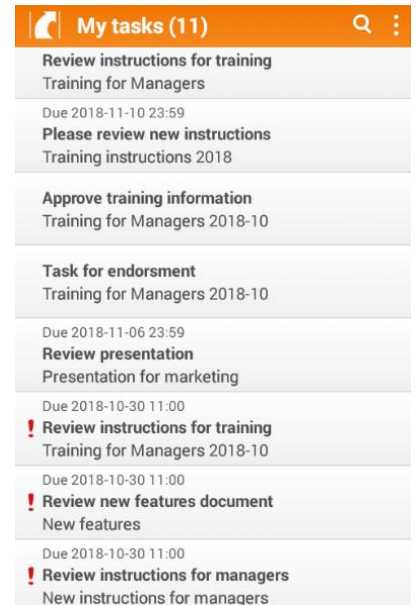 My tasks (11)
Review instructions for training
Training for Managers
Due 2018-11-10 23:59
Please review new instructions
Training instructions 2018
Approve training information
Training for Managers 2018-10
Task for endorsment
Training for Managers 2018-10
Due 2018-11-06 23:59
Review presentation
Presentation for marketing
Due 2018-10-30 11:00
! Review instructions for training
Training for Managers 2018-10
Due 2018-10-30 11:00
! Review new features document
New features
Due 2018-10-30 11:00
! Review instructions for managers
New instructions for managers